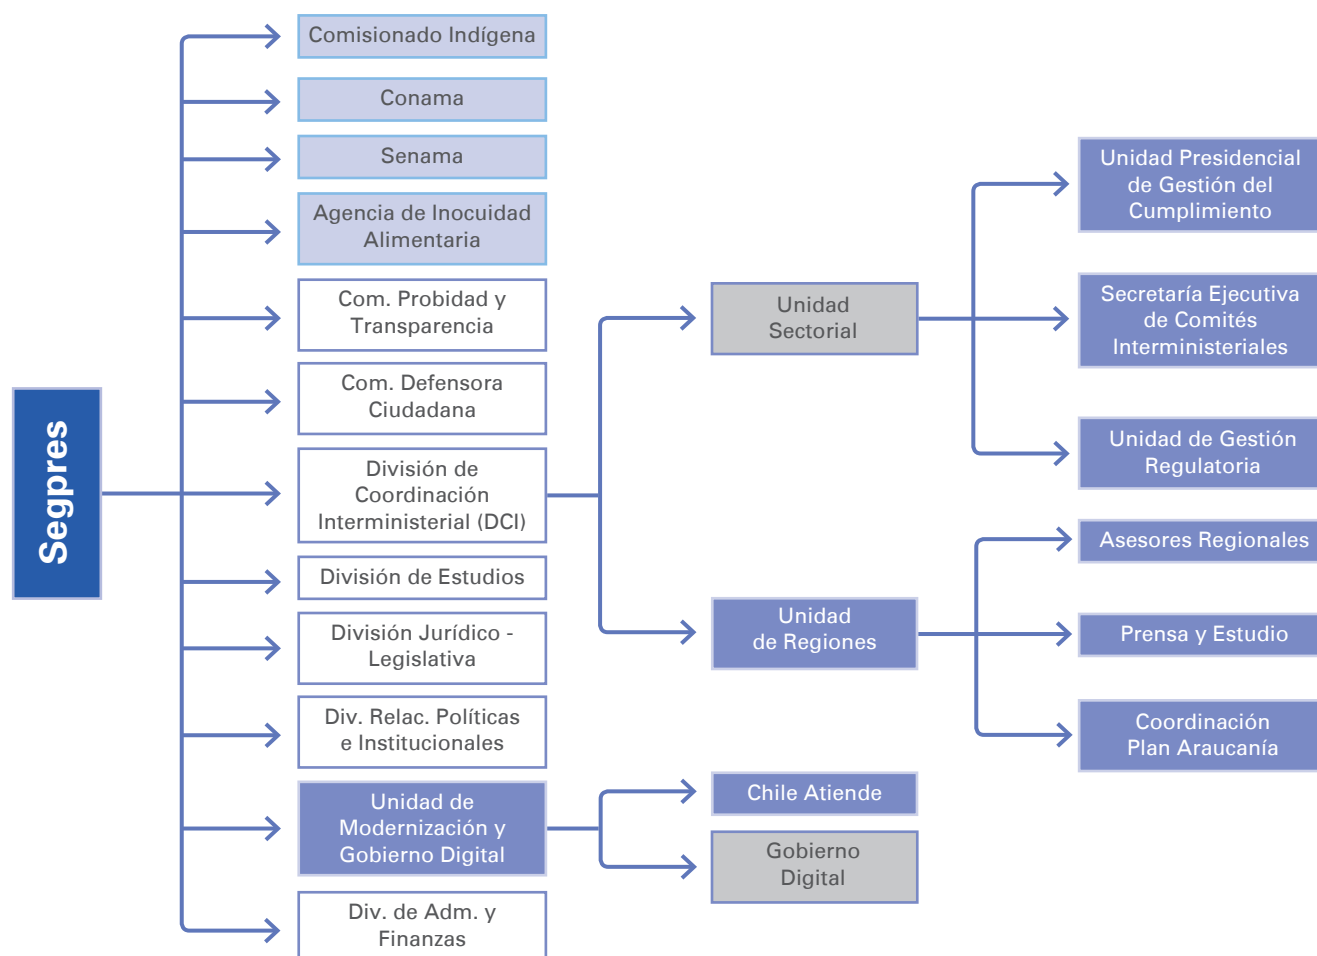 Segpres
Comisionado Indígena
Conama
Senama
Agencia de Inocuidad
Alimentaria
Com. Probidad y
Transparencia
Com. Defensora
Ciudadana
División de
Coordinación
Interministerial (DCI)
División de Estudios
División Jurídico -
Legislativa
Div. Relac. Políticas
e Institucionales
Unidad de
Modernización y
Gobierno Digital
Div. de Adm. y
Finanzas
Unidad
Sectorial
Unidad
de Regiones
Chile Atiende
Gobierno
Digital
Unidad Presidencial
de Gestión del
Cumplimiento
Secretaría Ejecutiva
de Comités
Interministeriales
Unidad de Gestión
Regulatoria
Asesores Regionales
Prensa y Estudio
Coordinación
Plan Araucanía